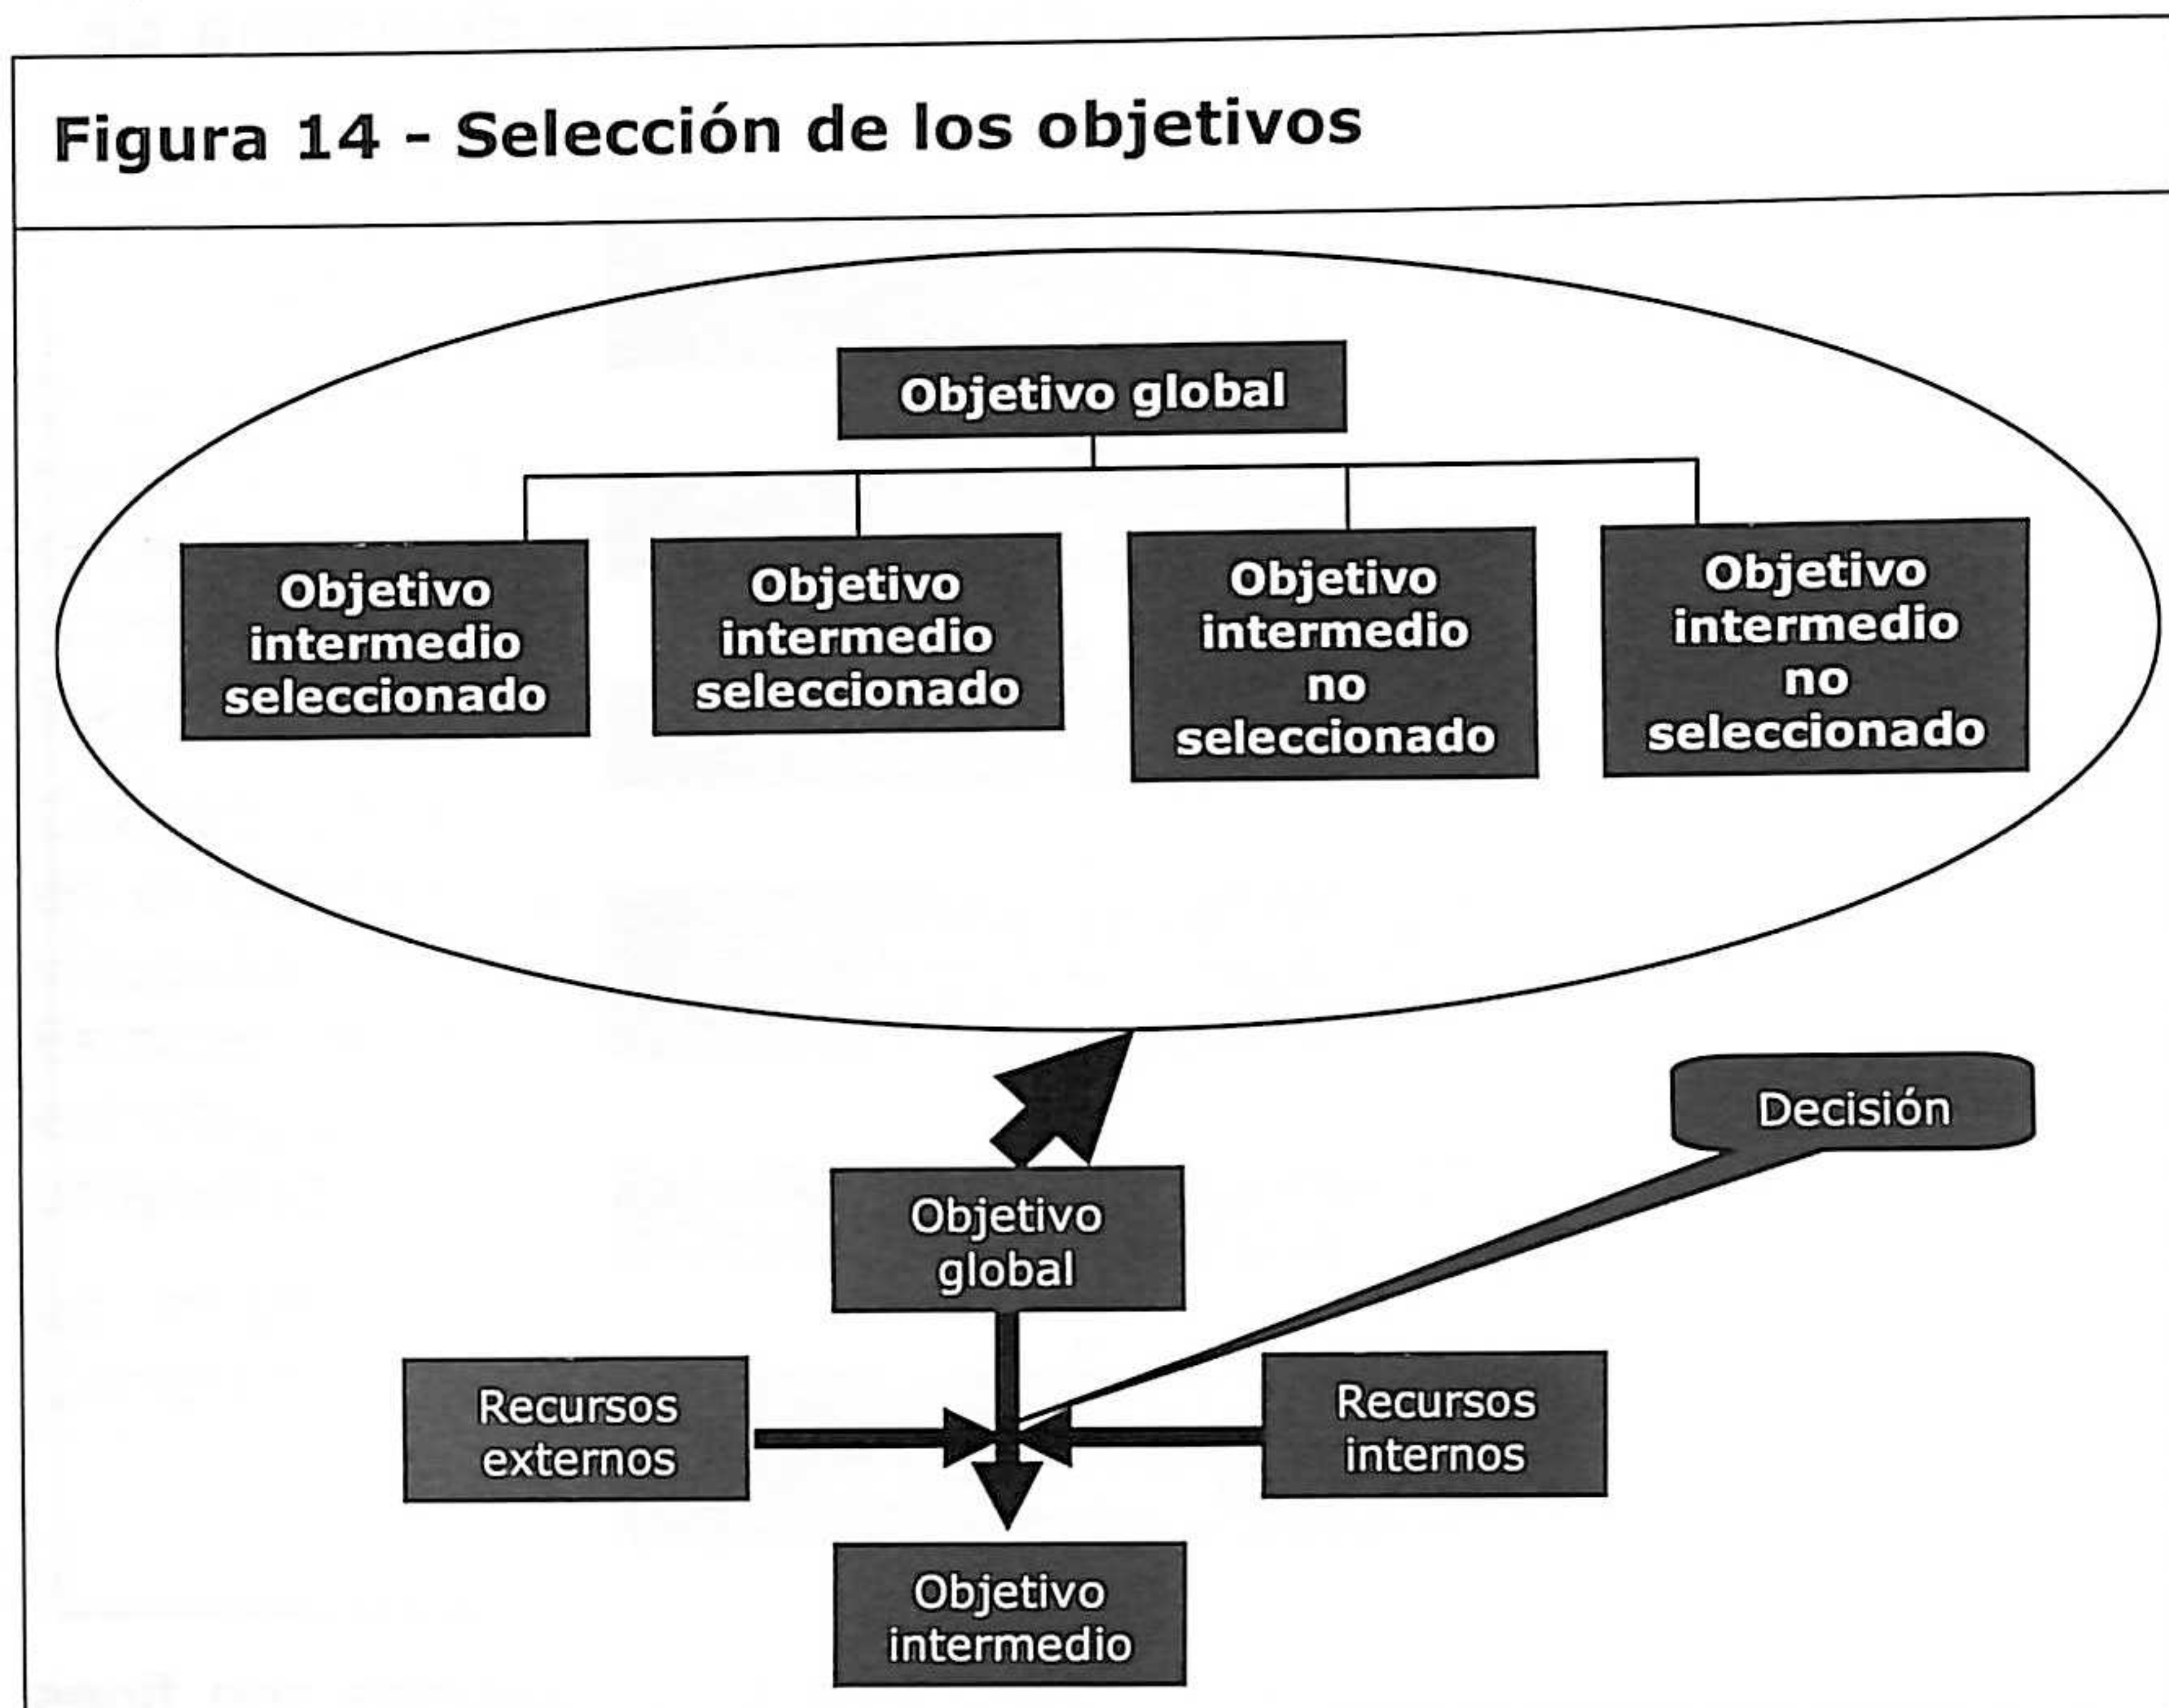 Figura 14 - Selección de los objetivos
Objetivo global
Objetivo
intermedio
seleccionado
Objetivo
intermedio
seleccionado
Objetivo
intermedio
no
seleccionado
Objetivo
intermedio
no
seleccionado
Decisión
Objetivo
global
Recursos
externos
Recursos
internos
Objetivo
intermedio